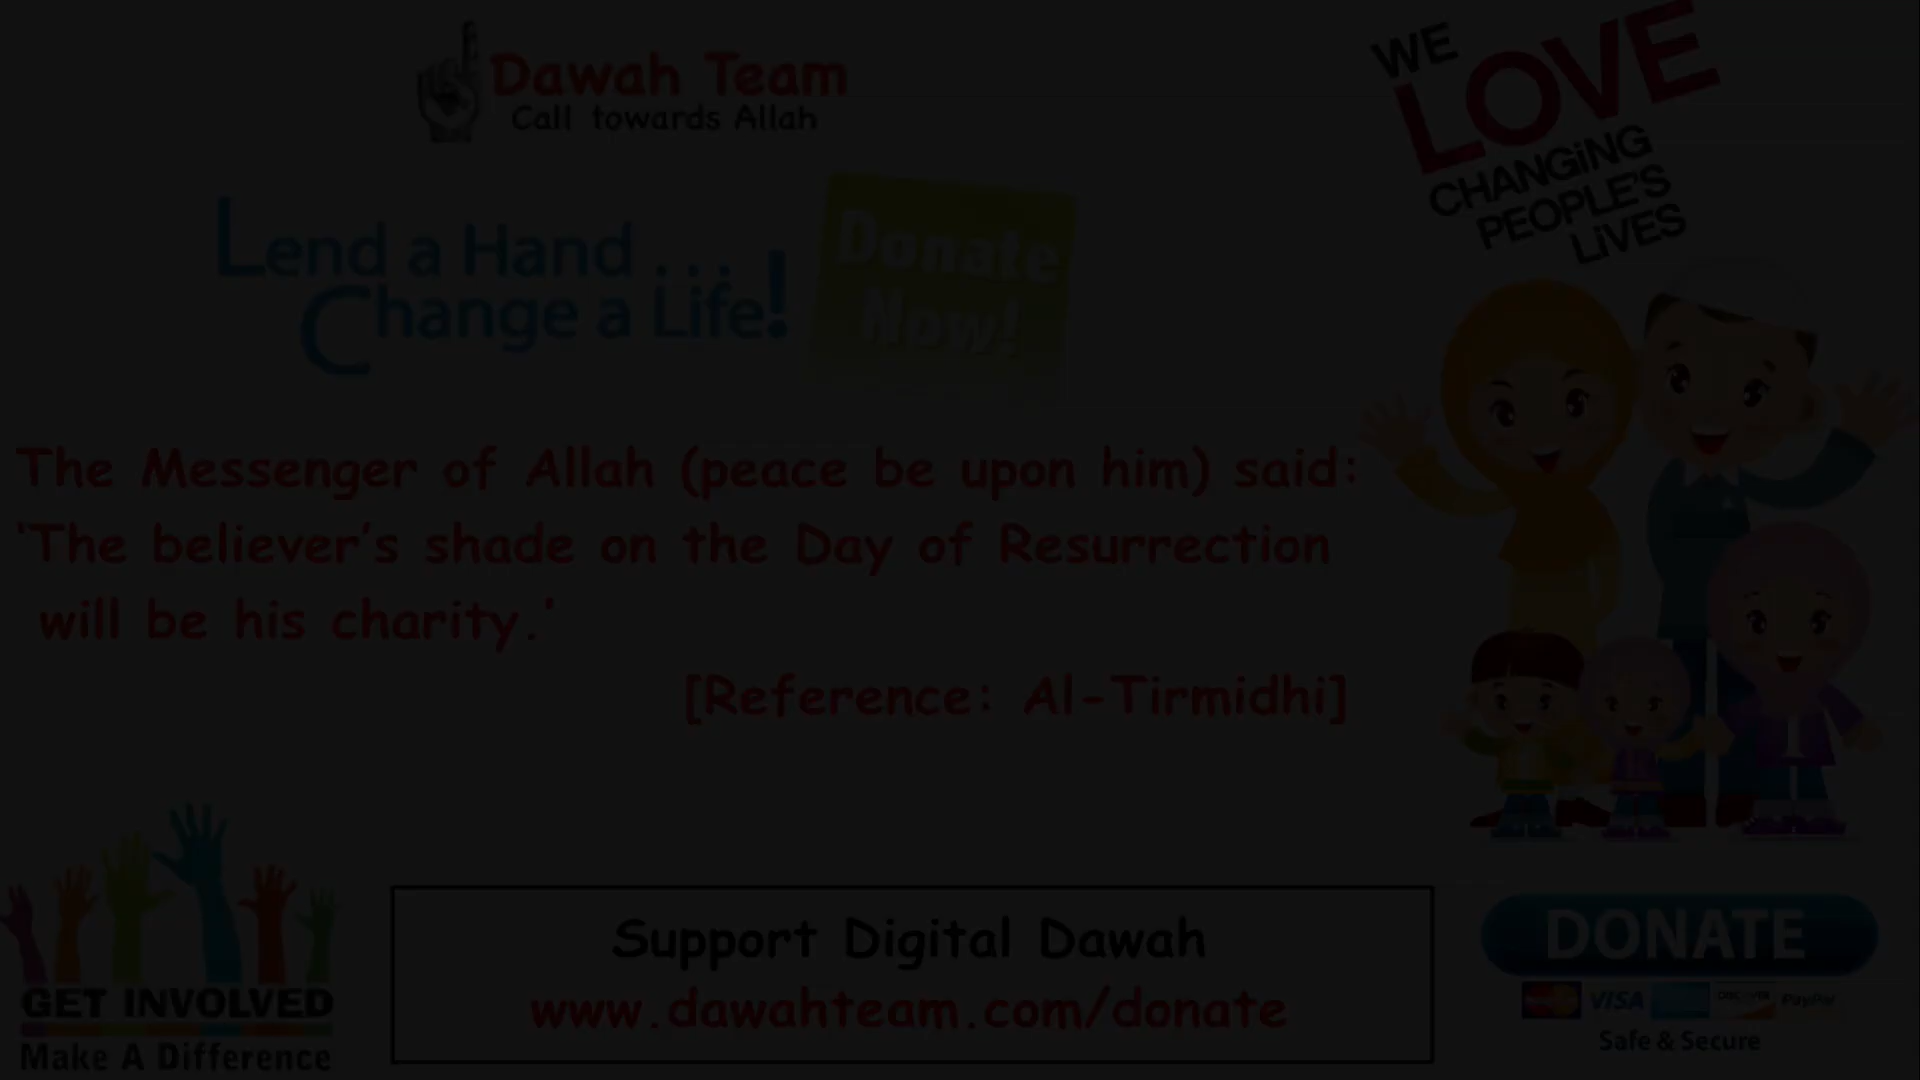 Dawah Team
Call towards Allah
WE
LOVE
CHANGiNG
PEOPLE'S
LiVES
Lend a Hand ...
Change a Life!
Donate
Now!
The Messenger of Allah (peace be upon him) said:
'The believer's shade on the Day of Resurrection
will be his charity.'
[Reference: Al-Tirmidhi]
GET INVOLVED
Make A Difference
Support Digital Dawah
www.dawahteam.com/donate
DONATE
VISA DISCOVER PayPal
Safe & Secure